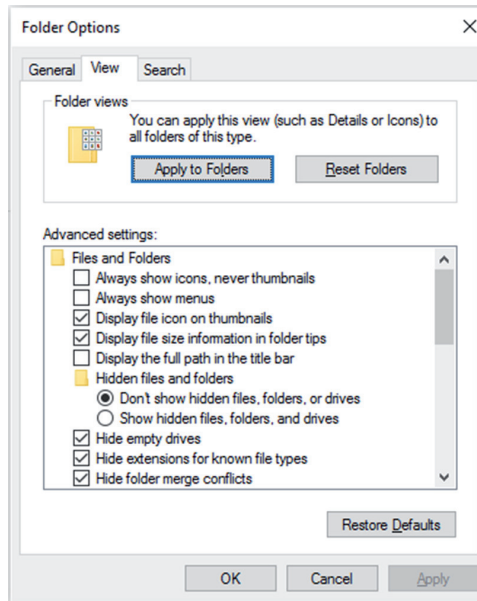 Folder Options
General View Search
Folder views
You can apply this view (such as Details or Icons) to
all folders of this type.
Apply to Folders Reset Folders
Advanced settings:
Files and Folders
Always show icons, never thumbnails
Always show menus
Display file icon on thumbnails
Display file size information in folder tips
Display the full path in the title bar
Hidden files and folders
Don't show hidden files, folders, or drives
Show hidden files, folders, and drives
Hide empty drives
Hide extensions for known file types
Hide folder merge conflicts
Restore Defaults
OK Cancel Apply